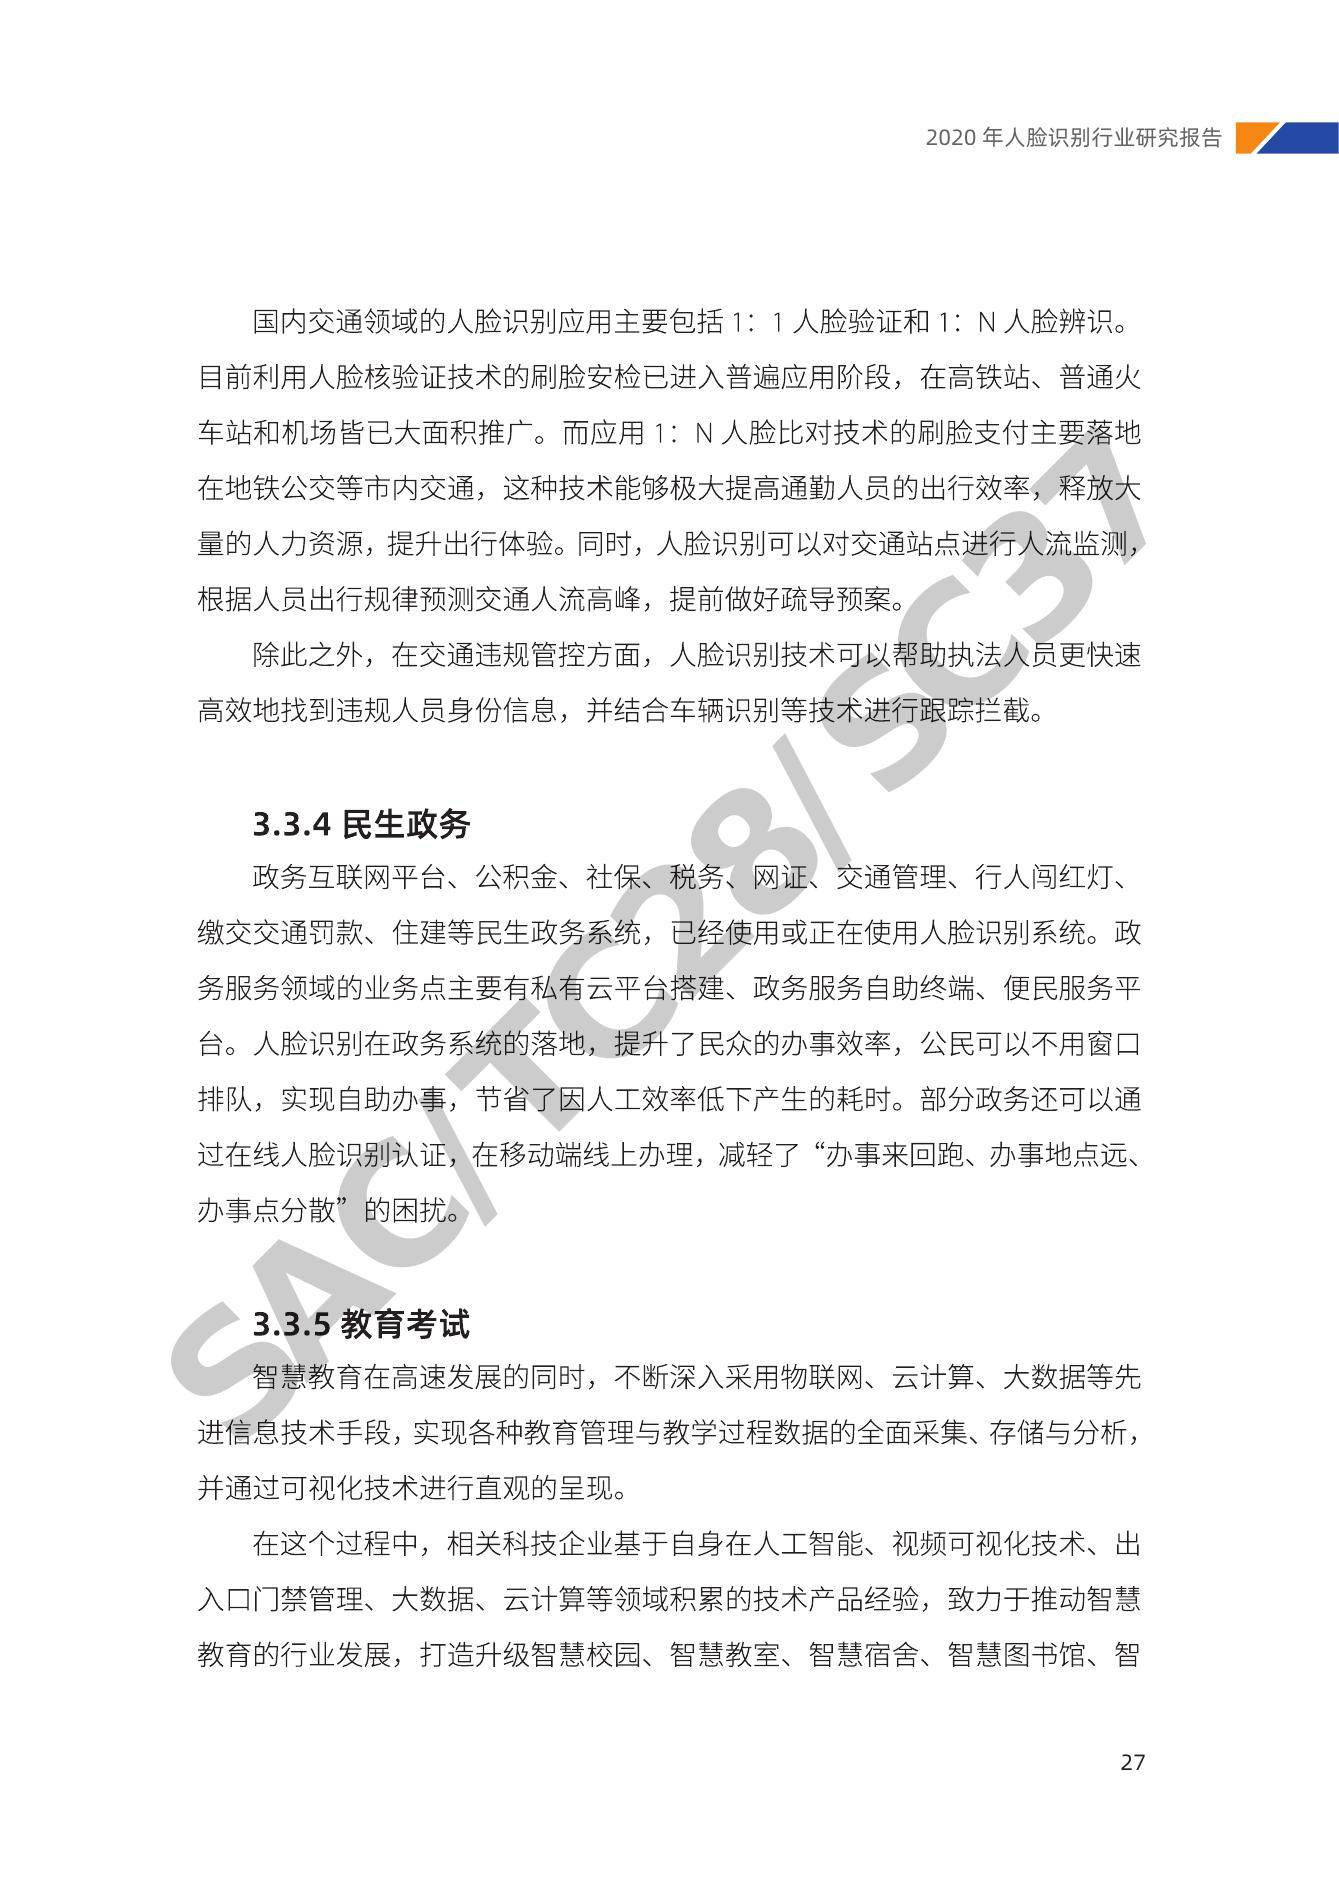 2020 年人脸识别行业研究报告
国内交通领域的人脸识别应用主要包括 1：1 人脸验证和 1：N 人脸辨识。
目前利用人脸核验证技术的刷脸安检已进入普遍应用阶段，在高铁站、普通火
车站和机场皆已大面积推广。而应用 1：N 人脸比对技术的刷脸支付主要落地
在地铁公交等市内交通，这种技术能够极大提高通勤人员的出行效率，释放大
量的人力资源，提升出行体验。同时，人脸识别可以对交通站点进行人流监测，
根据人员出行规律预测交通人流高峰，提前做好疏导预案。
除此之外，在交通违规管控方面，人脸识别技术可以帮助执法人员更快速
高效地找到违规人员身份信息，并结合车辆识别等技术进行跟踪拦截。
3.3.4 民生政务
政务互联网平台、公积金、社保、税务、网证、交通管理、行人闯红灯、
缴交交通罚款、住建等民生政务系统，已经使用或正在使用人脸识别系统。政
务服务领域的业务点主要有私有云平台搭建、政务服务自助终端、便民服务平
台。人脸识别在政务系统的落地，提升了民众的办事效率，公民可以不用窗口
排队，实现自助办事，节省了因人工效率低下产生的耗时。部分政务还可以通
过在线人脸识别认证，在移动端线上办理，减轻了“办事来回跑、办事地点远、
办事点分散”的困扰。
3.3.5 教育考试
智慧教育在高速发展的同时，不断深入采用物联网、云计算、大数据等先
进信息技术手段，实现各种教育管理与教学过程数据的全面采集、存储与分析，
并通过可视化技术进行直观的呈现。
在这个过程中，相关科技企业基于自身在人工智能、视频可视化技术、出
入口门禁管理、大数据、云计算等领域积累的技术产品经验，致力于推动智慧
教育的行业发展，打造升级智慧校园、智慧教室、智慧宿舍、智慧图书馆、智
27
SAC/TC28/SC37